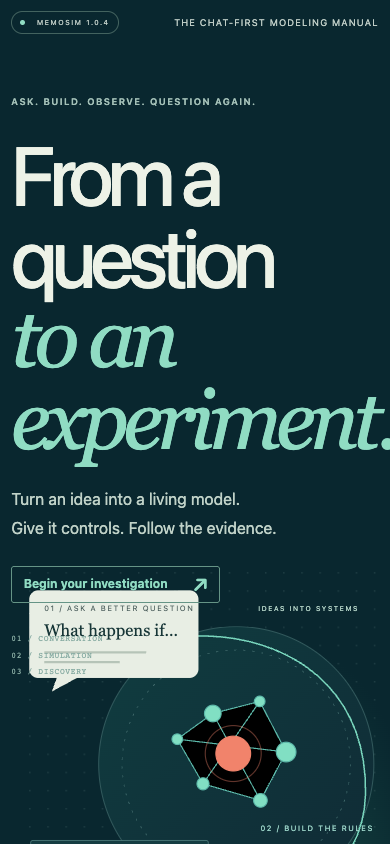 MEMOSIM 1.0.4
THE CHAT-FIRST MODELING MANUAL
ASK. BUILD. OBSERVE. QUESTION AGAIN.
From a
question
to an
experiment.
Turn an idea into a living model.
Give it controls. Follow the evidence.
Begin your investigation
01 / ASK A BETTER QUESTION
What happens if...
IDEAS INTO SYSTEMS
01 / CONVERSATION
02 / SIMULATION
03 / DISCOVERY
02 / BUILD THE RULES